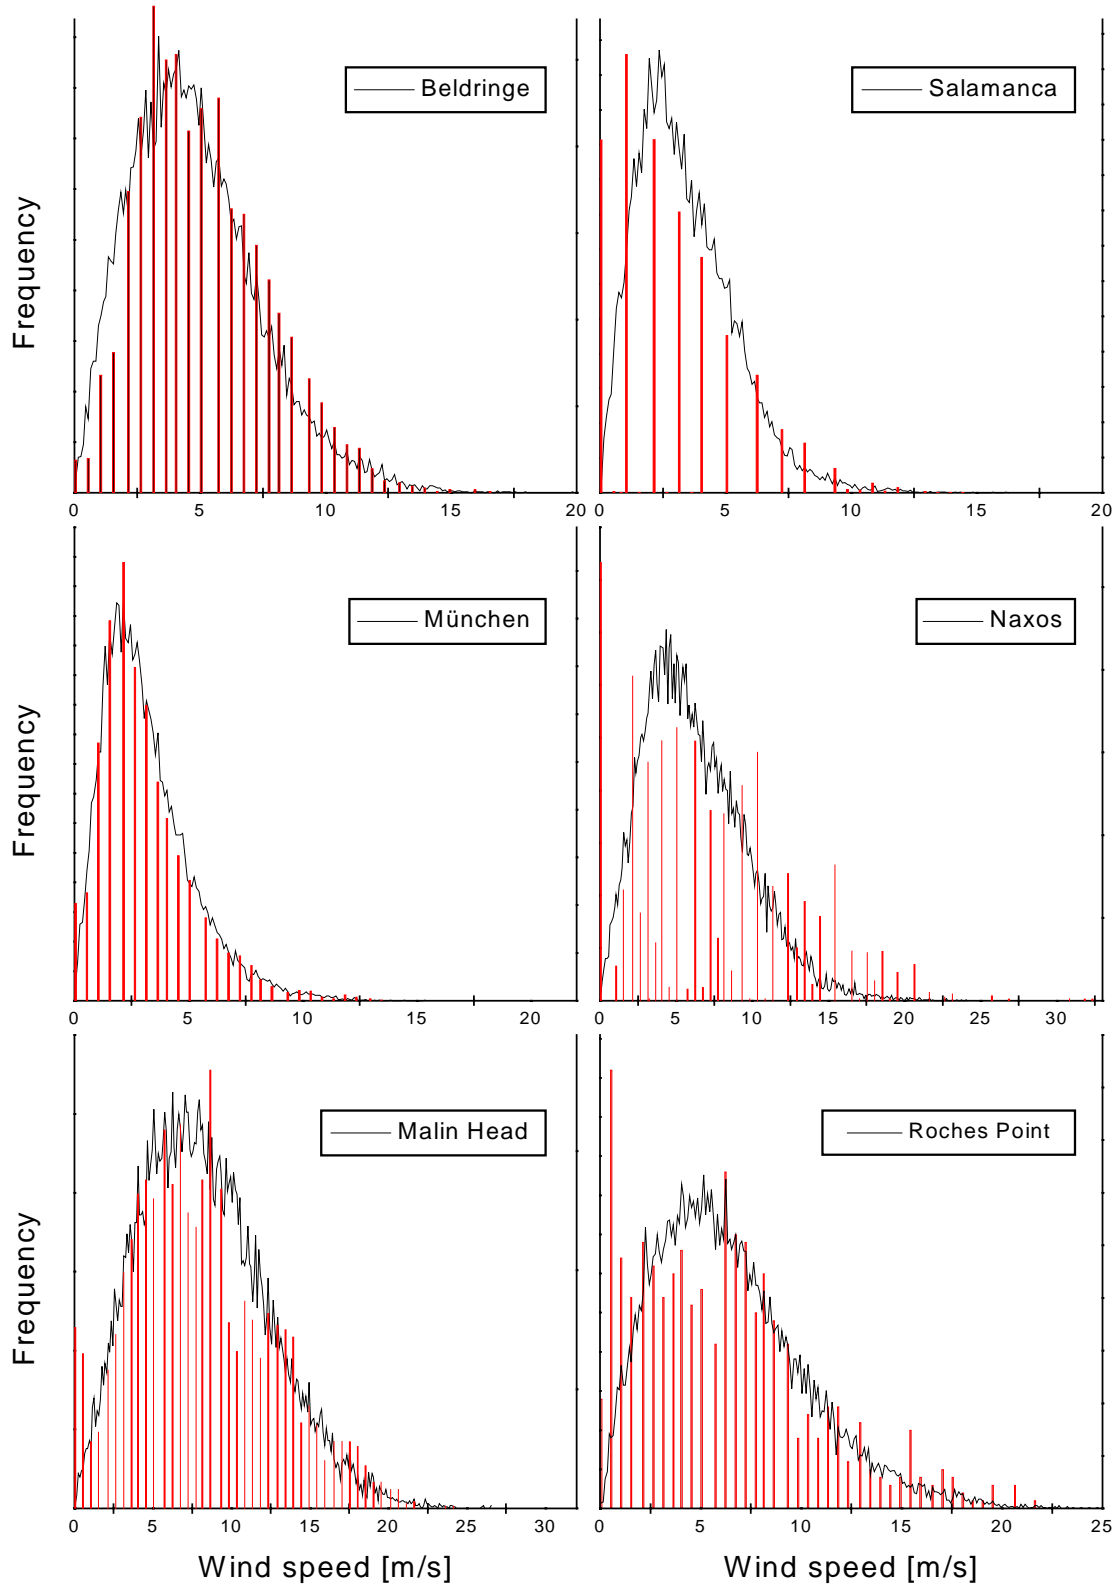 Beldringe
Salamanca
Frequency
0 5 10 15 20
0 5 10 15 20
München
Naxos
Frequency
0 5 10 15 20
0 5 10 15 20 25 30
Malin Head
Roches Point
Frequency
0 5 10 15 20 25 30
0 5 10 15 20 25
Wind speed [m/s]
Wind speed [m/s]